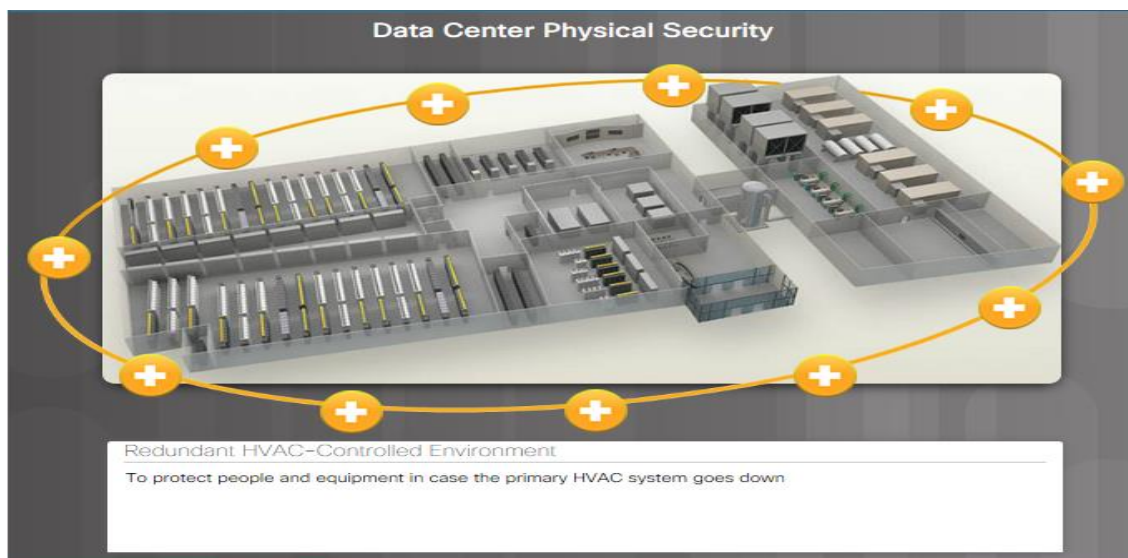 Data Center Physical Security
Redundant HVAC-Controlled Environment
To protect people and equipment in case the primary HVAC system goes down